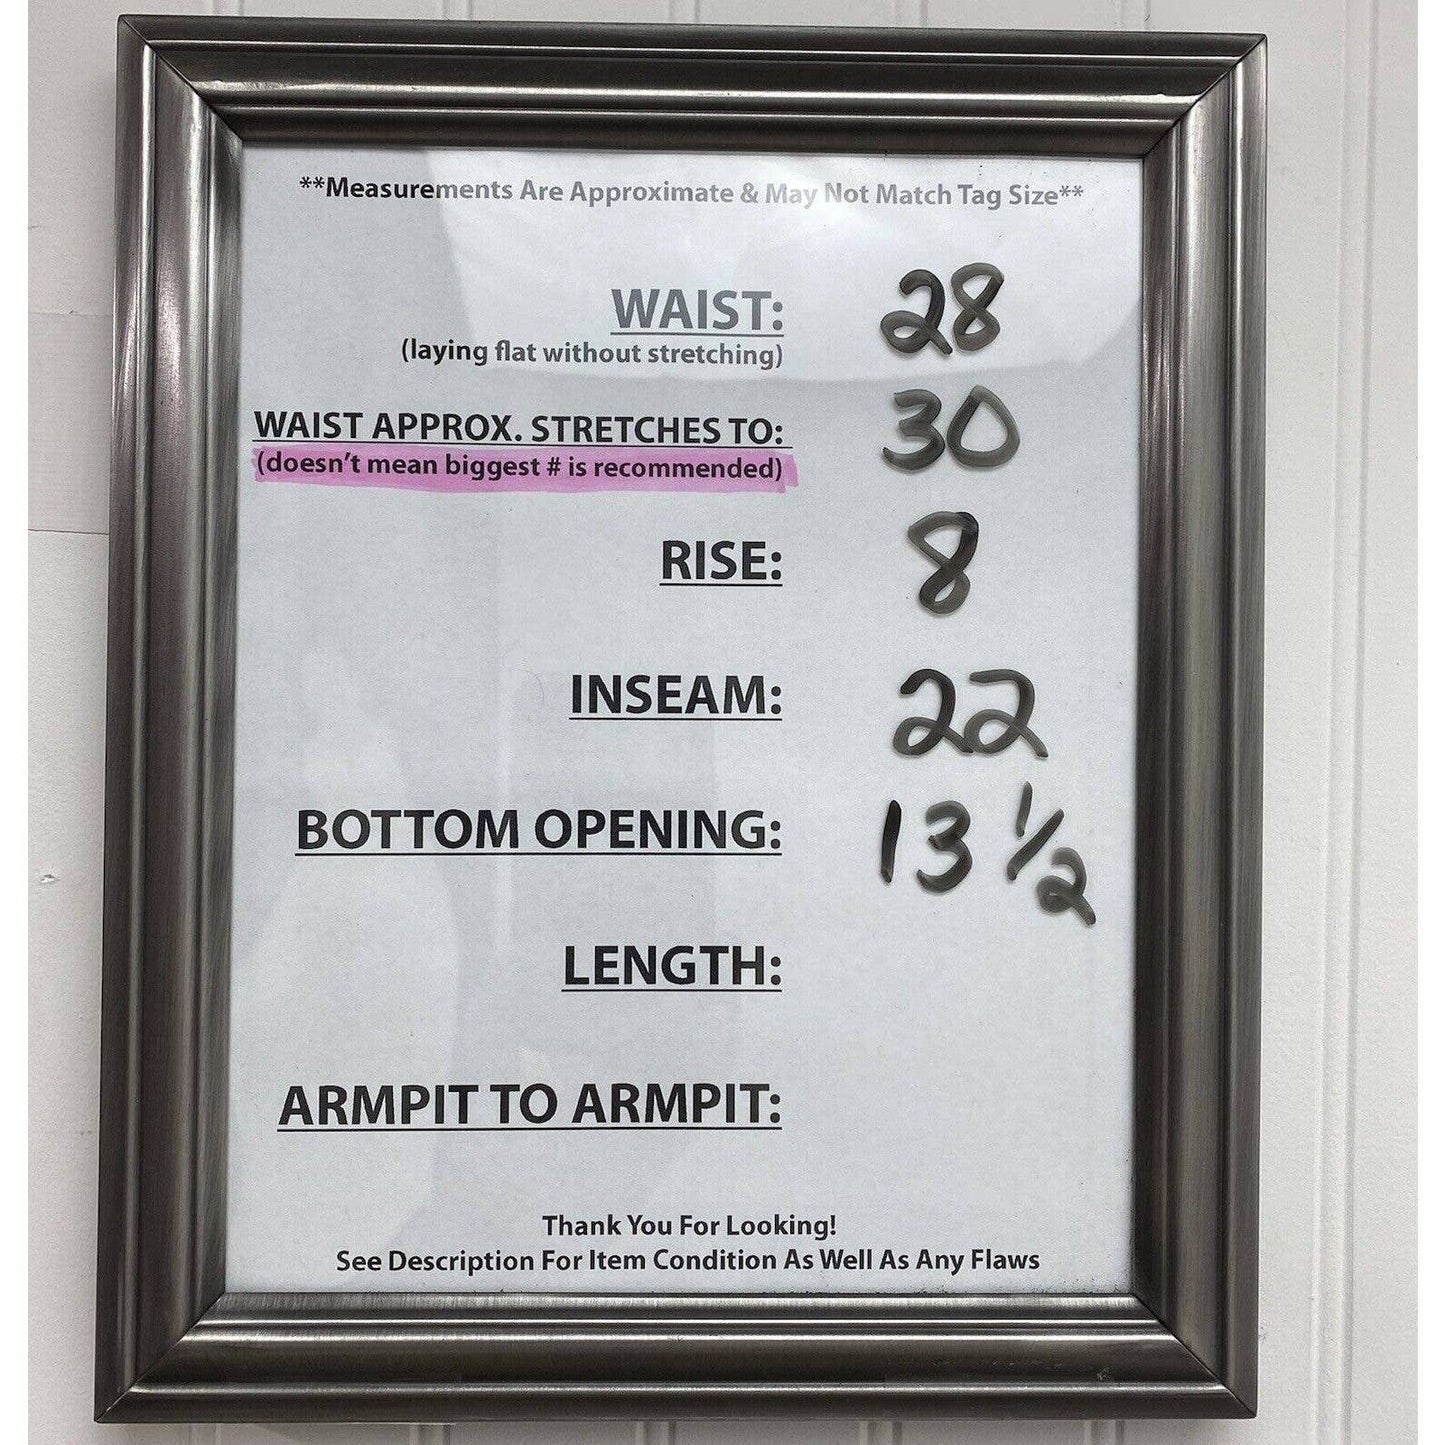 **Measurements Are Approximate & May Not Match Tag Size**
WAIST: 28
(laying flat without stretching)
WAIST APPROX. STRETCHES TO: 30
(doesn't mean biggest # is recommended)
RISE: 8
INSEAM: 22
BOTTOM OPENING: 13 1/2
LENGTH:
ARMPIT TO ARMPIT:
Thank You For Looking!
See Description For Item Condition As Well As Any Flaws